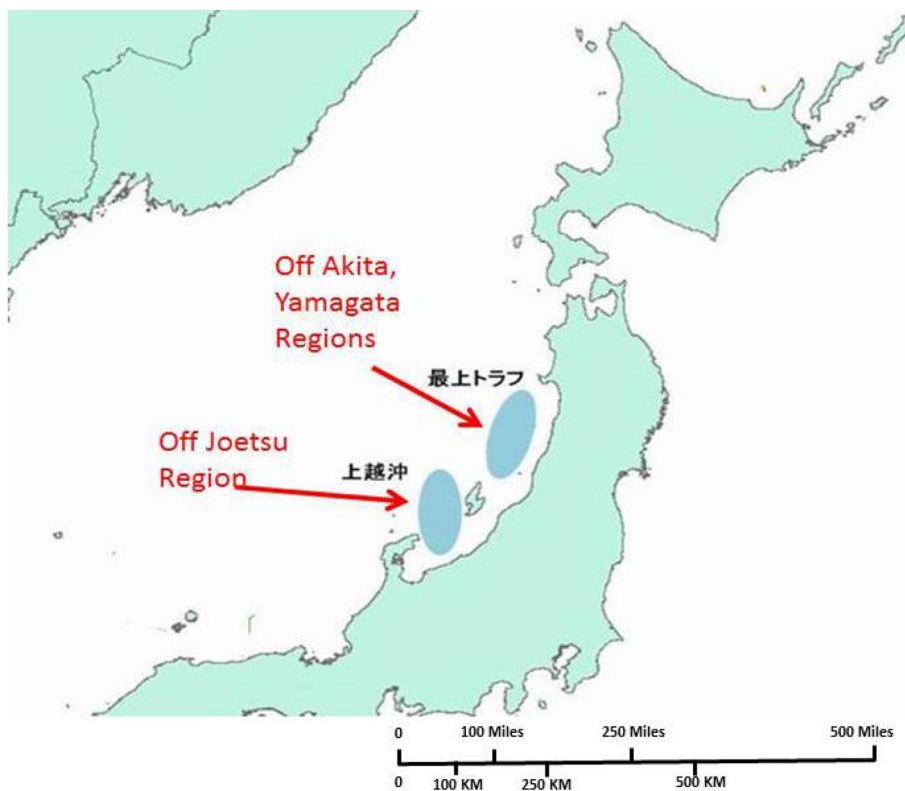 Off Akita,
Yamagata
Regions
最上トラフ
Off Joetsu
Region
上越沖
0 100 Miles 250 Miles 500 Miles
0 100 KM 250 KM 500 KM